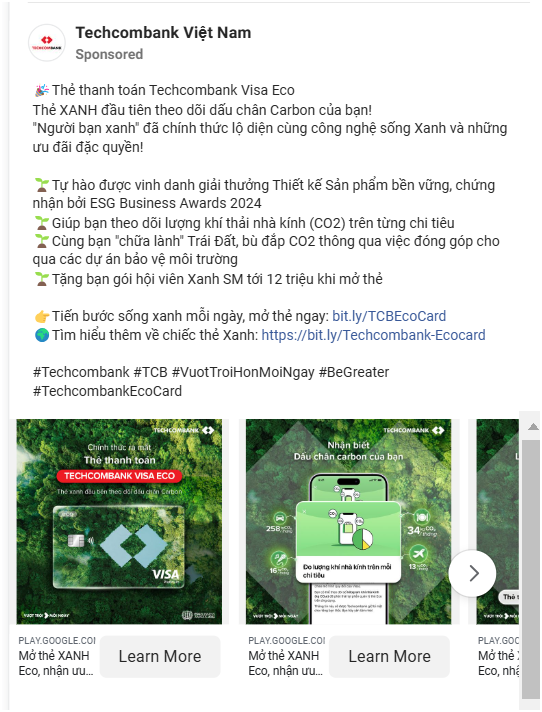 Techcombank Việt Nam
Sponsored
🎉 Thẻ thanh toán Techcombank Visa Eco
Thẻ XANH đầu tiên theo dõi dấu chân Carbon của bạn!
"Người bạn xanh" đã chính thức lộ diện cùng công nghệ sống Xanh và những
ưu đãi đặc quyền!
🌱Tự hào được vinh danh giải thưởng Thiết kế Sản phẩm bền vững, chứng
nhận bởi ESG Business Awards 2024
🌱Giúp bạn theo dõi lượng khí thải nhà kính (CO2) trên từng chi tiêu
🌱Cùng bạn "chữa lành" Trái Đất, bù đắp CO2 thông qua việc đóng góp cho
qua các dự án bảo vệ môi trường
🌱Tặng bạn gói hội viên Xanh SM tới 12 triệu khi mở thẻ
👉Tiến bước sống xanh mỗi ngày, mở thẻ ngay: bit.ly/TCBEcoCard
🌍Tìm hiểu thêm về chiếc thẻ Xanh: https://bit.ly/Techcombank-Ecocard
#Techcombank #TCB #VuotTroiHonMoiNgay #BeGreater
#TechcombankEcoCard
TECHCOMBANK
Chính thức ra mắt
Thẻ thanh toán
TECHCOMBANK VISA ECO
Thẻ xanh đầu tiên theo dõi dấu chân Carbon
eco
VISA
VƯỢT TRỘI MỖI NGÀY
TECHCOMBANK
Nhận biết
Dấu chân carbon của bạn
258
34
16
13
Đo lượng khí nhà kính trên mỗi
chi tiêu
VƯỢT TRỘI MỖI NGÀY
Thẻ t
VƯỢT TRỘI
PLAY.GOOGLE.CO
Mở thẻ XANH
Eco, nhận ưu...
Learn More
PLAY.GOOGLE.CO
Mở thẻ XANH
Eco, nhận ưu...
Learn More
PLAY.GO
Mở thẻ
Eco, nh